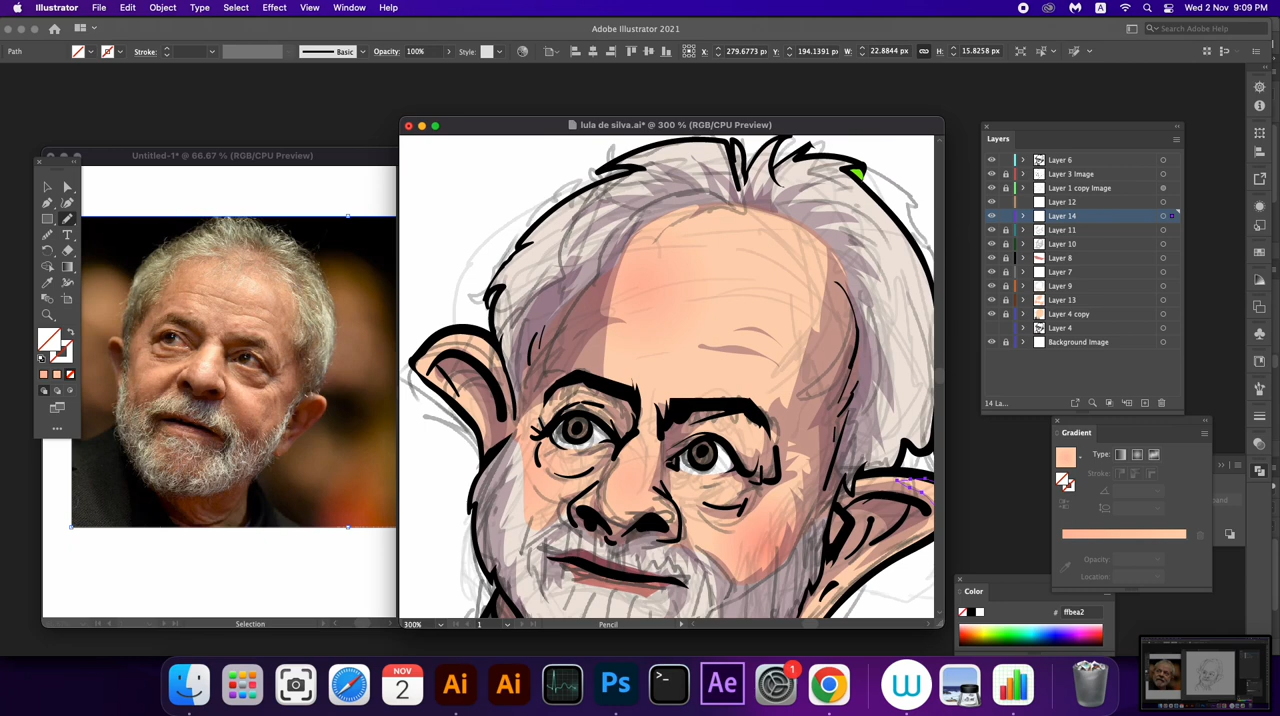 Illustrator File Edit Object Type Select Effect View Window Help
A Wed 2 Nov 9:09 PM
Adobe Illustrator 2021
Search Adobe Help
Path Stroke: Basic Opacity: 100% Style: X: 279.6773 p Y: 194.1391 p W: 22.8844 px H: 15.8258 px
lula de silva.ai* @ 300 % (RGB/CPU Preview)
Untitled-1* @ 66.67 % (RGB/CPU Preview)
Layers
Layer 6
Layer 3 Image
Layer 1 copy Image
Layer 12
Layer 14
Layer 11
Layer 10
Layer 8
Layer 7
Layer 9
Layer 13
Layer 4 copy
Layer 4
Background Image
14 La...
Gradient
Type:
Stroke:
Opacity:
Location:
Color
# ffbea2
Selection
300% 1 Pencil
NOV
2
Ai Ai Ps Ae
1